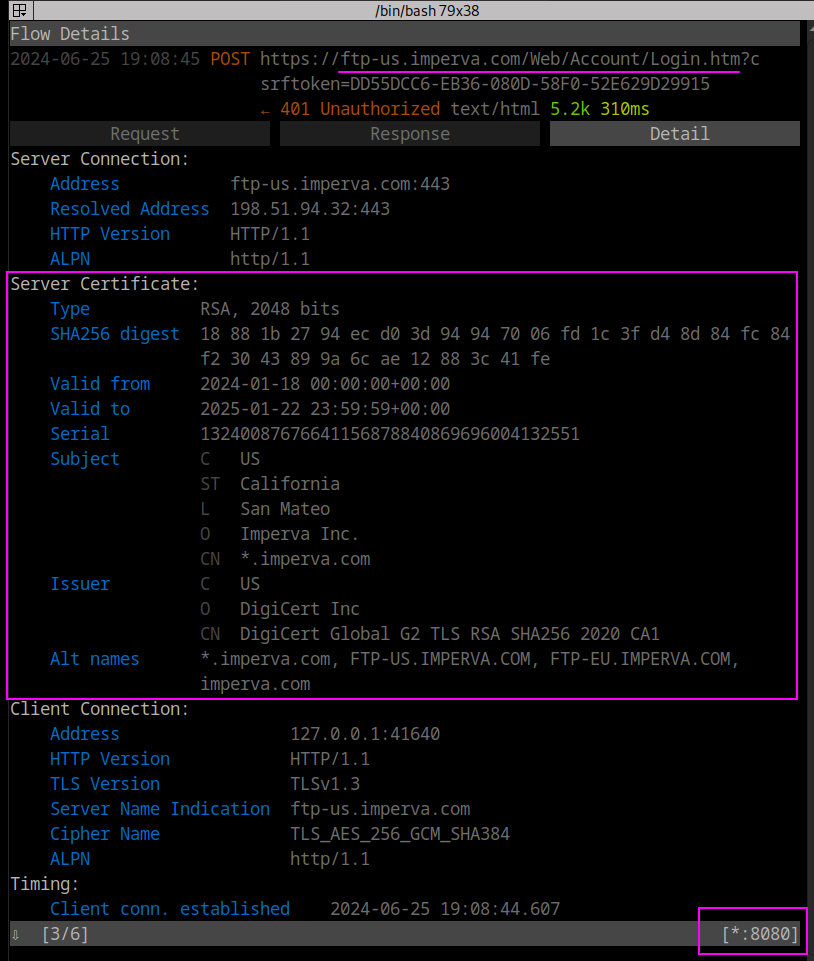 /bin/bash 79x38
Flow Details
2024-06-25 19:08:45 POST https://ftp-us.imperva.com/Web/Account/Login.htm?c
srftoken=DD55DCC6-EB36-080D-58F0-52E629D29915
← 401 Unauthorized text/html 5.2k 310ms
Request Response Detail
Server Connection:
Address ftp-us.imperva.com:443
Resolved Address 198.51.94.32:443
HTTP Version HTTP/1.1
ALPN http/1.1
Server Certificate:
Type RSA, 2048 bits
SHA256 digest 18 88 1b 27 94 ec d0 3d 94 94 70 06 fd 1c 3f d4 8d 84 fc 84
f2 30 43 89 9a 6c ae 12 88 3c 41 fe
Valid from 2024-01-18 00:00:00+00:00
Valid to 2025-01-22 23:59:59+00:00
Serial 13240087676641156878840869696004132551
Subject C US
ST California
L San Mateo
O Imperva Inc.
CN *.imperva.com
Issuer C US
O DigiCert Inc
CN DigiCert Global G2 TLS RSA SHA256 2020 CA1
Alt names *.imperva.com, FTP-US.IMPERVA.COM, FTP-EU.IMPERVA.COM,
imperva.com
Client Connection:
Address 127.0.0.1:41640
HTTP Version HTTP/1.1
TLS Version TLSv1.3
Server Name Indication ftp-us.imperva.com
Cipher Name TLS_AES_256_GCM_SHA384
ALPN http/1.1
Timing:
Client conn. established 2024-06-25 19:08:44.607
⇩ [3/6] [*:8080]